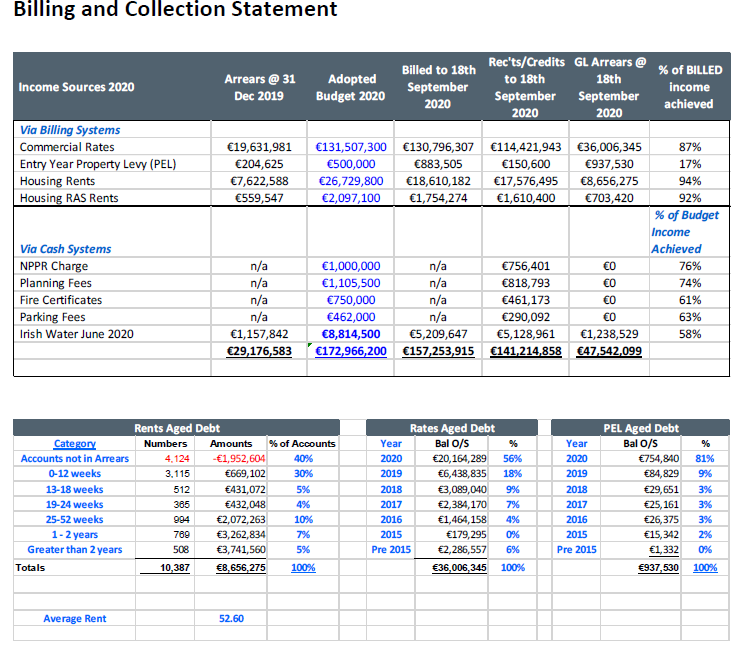 Billing and Collection Statement
Income Sources 2020 Arrears @ 31 Dec 2019 Adopted Budget 2020 Billed to 18th September 2020 Rec'ts/Credits to 18th September 2020 GL Arrears @ 18th September 2020 % of BILLED income achieved
Via Billing Systems
Commercial Rates €19,631,981 €131,507,300 €130,796,307 €114,421,943 €36,006,345 87%
Entry Year Property Levy (PEL) €204,625 €500,000 €883,505 €150,600 €937,530 17%
Housing Rents €7,622,588 €26,729,800 €18,610,182 €17,576,495 €8,656,275 94%
Housing RAS Rents €559,547 €2,097,100 €1,754,274 €1,610,400 €703,420 92%
Via Cash Systems % of Budget Income Achieved
NPPR Charge n/a €1,000,000 n/a €756,401 €0 76%
Planning Fees n/a €1,105,500 n/a €818,793 €0 74%
Fire Certificates n/a €750,000 n/a €461,173 €0 61%
Parking Fees n/a €462,000 n/a €290,092 €0 63%
Irish Water June 2020 €1,157,842 €8,814,500 €5,209,647 €5,128,961 €1,238,529 58%
€29,176,583 €172,966,200 €157,253,915 €141,214,858 €47,542,099
Rents Aged Debt
Category Numbers Amounts % of Accounts
Accounts not in Arrears 4,124 -€1,952,604 40%
0-12 weeks 3,115 €669,102 30%
13-18 weeks 512 €431,072 5%
19-24 weeks 365 €432,048 4%
25-52 weeks 994 €2,072,263 10%
1 - 2 years 769 €3,262,834 7%
Greater than 2 years 508 €3,741,560 5%
Totals 10,387 €8,656,275 100%
Average Rent 52.60
Rates Aged Debt
Year Bal O/S %
2020 €20,164,289 56%
2019 €6,438,835 18%
2018 €3,089,040 9%
2017 €2,384,170 7%
2016 €1,464,158 4%
2015 €179,295 0%
Pre 2015 €2,286,557 6%
€36,006,345 100%
PEL Aged Debt
Year Bal O/S %
2020 €754,840 81%
2019 €84,829 9%
2018 €29,651 3%
2017 €25,161 3%
2016 €26,375 3%
2015 €15,342 2%
Pre 2015 €1,332 0%
€937,530 100%